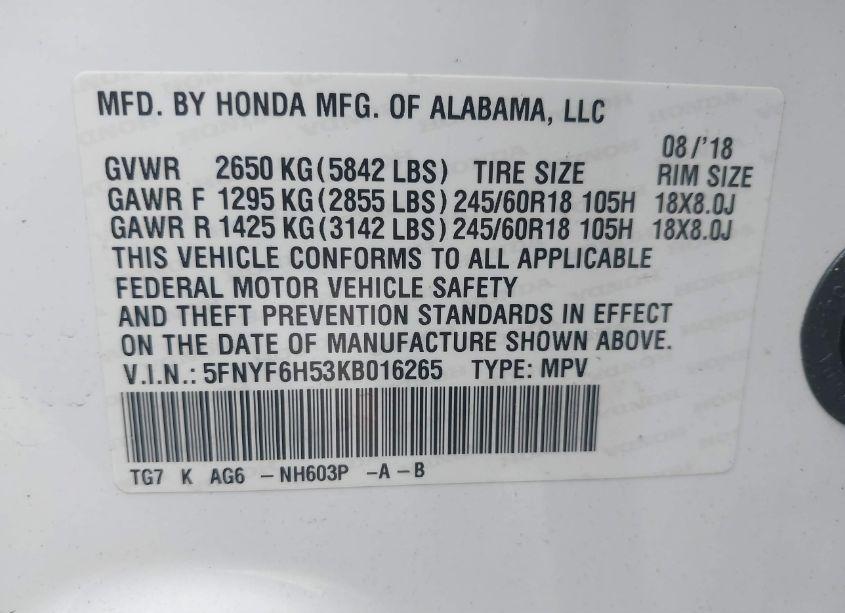 MFD. BY HONDA MFG. OF ALABAMA, LLC
08/'18
GVWR 2650 KG(5842 LBS) TIRE SIZE RIM SIZE
GAWR F 1295 KG(2855 LBS) 245/60R18 105H 18X8.0J
GAWR R 1425 KG(3142 LBS) 245/60R18 105H 18X8.0J
THIS VEHICLE CONFORMS TO ALL APPLICABLE
FEDERAL MOTOR VEHICLE SAFETY
AND THEFT PREVENTION STANDARDS IN EFFECT
ON THE DATE OF MANUFACTURE SHOWN ABOVE.
V.I.N.: 5FNYF6H53KB016265 TYPE: MPV
TG7 K AG6 -NH603P -A-B